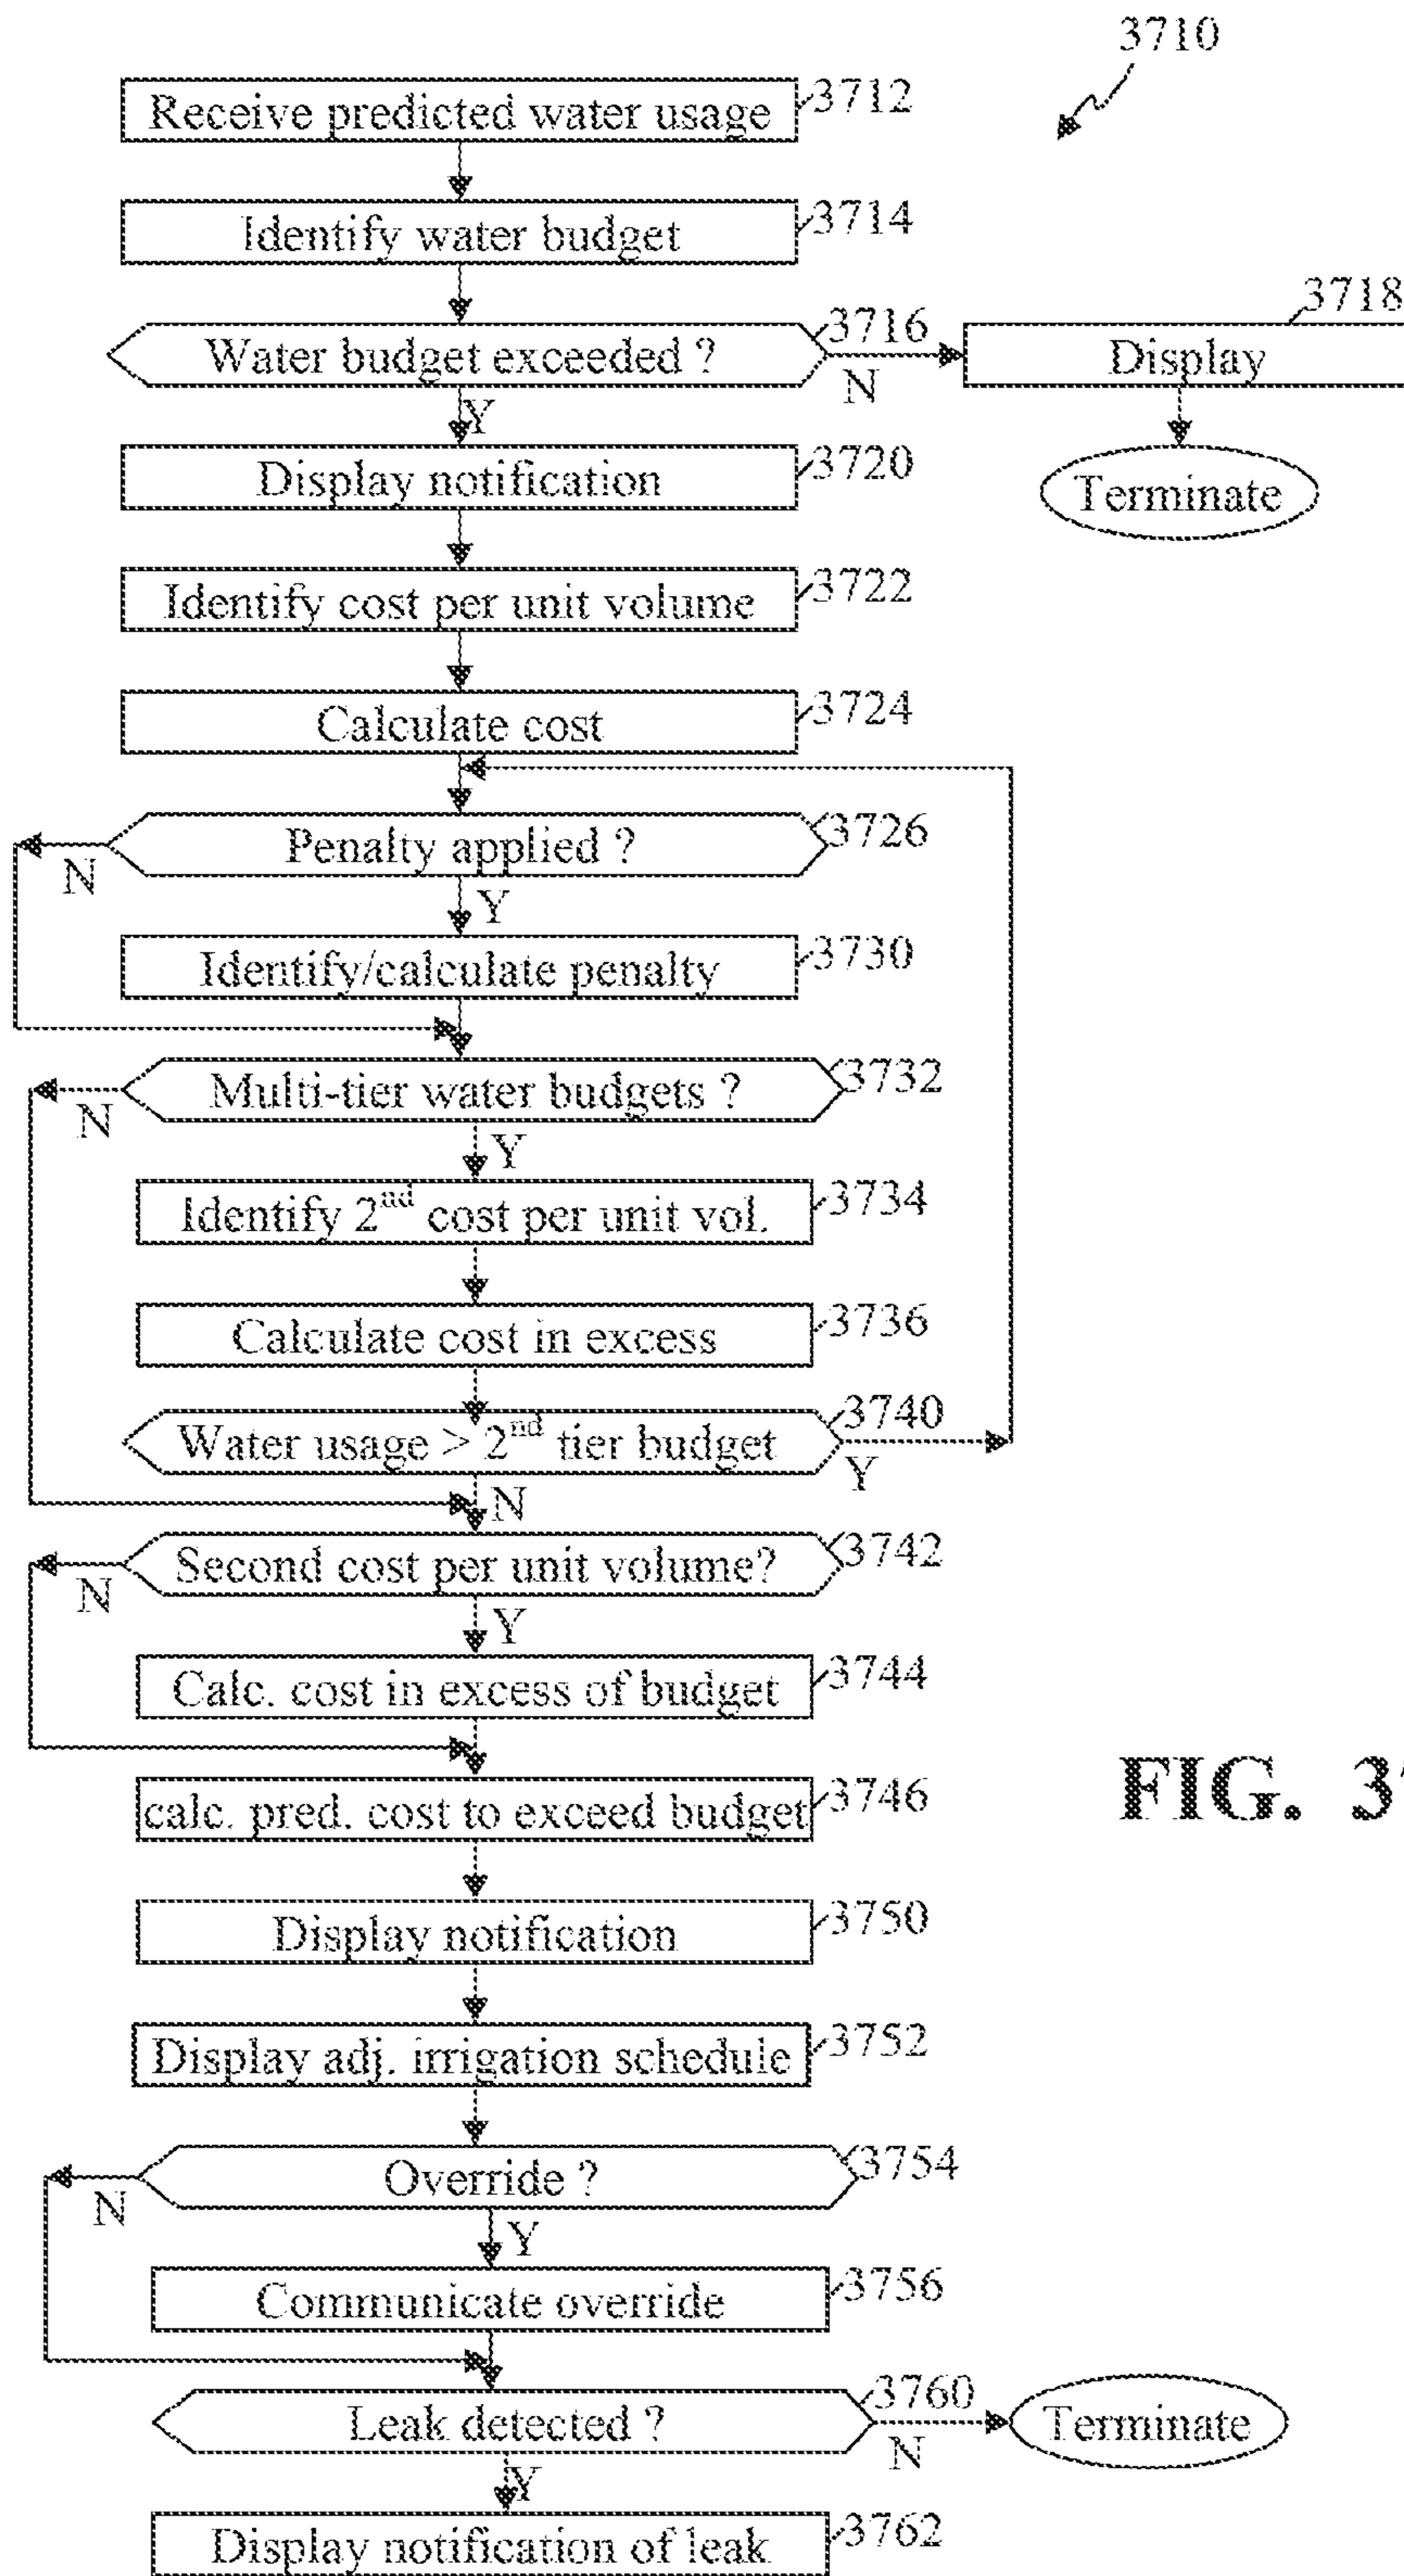 3710
Receive predicted water usage 3712
Identify water budget 3714
Water budget exceeded ? 3716
N
3718
Display
Y
Terminate
Display notification 3720
Identify cost per unit volume 3722
Calculate cost 3724
Penalty applied ? 3726
N
Y
Identify/calculate penalty 3730
Multi-tier water budgets ? 3732
N
Y
Identify 2nd cost per unit vol. 3734
Calculate cost in excess 3736
Water usage > 2nd tier budget 3740
Y
N
Second cost per unit volume? 3742
N
Y
Calc. cost in excess of budget 3744
calc. pred. cost to exceed budget 3746
FIG. 3
Display notification 3750
Display adj. irrigation schedule 3752
Override ? 3754
N
Y
Communicate override 3756
Leak detected ? 3760
N
Terminate
Y
Display notification of leak 3762